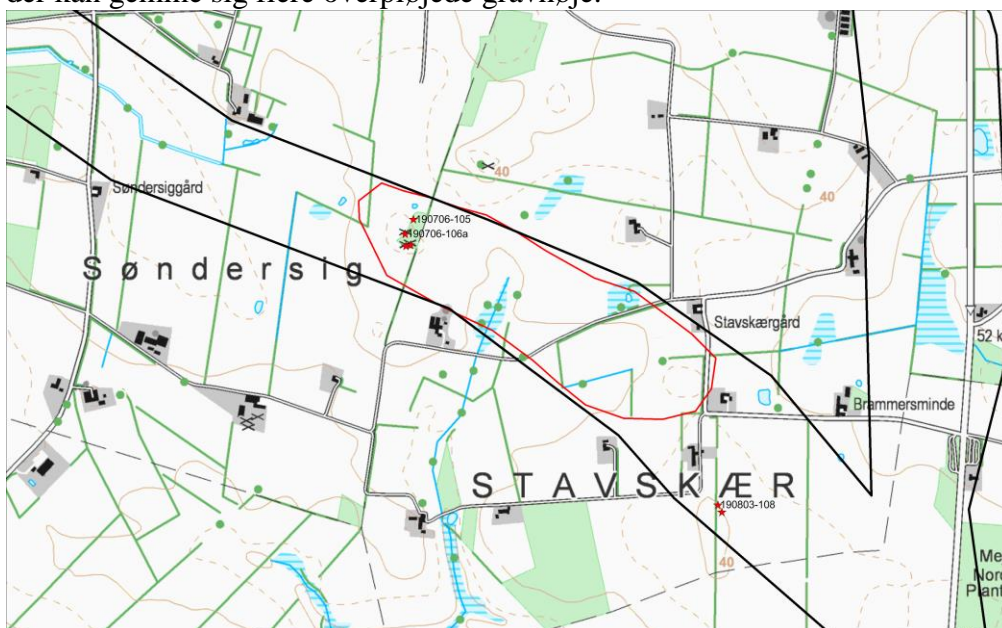 der kan gemme sig flere overpløjede gravhøje.
40
190706-105
190706-106a
Søndersiggård
40
Søndersig
Stavskærgård
52 k
Brammersminde
STAVSKÆR
190803-108
40
Me
Nord
Plant